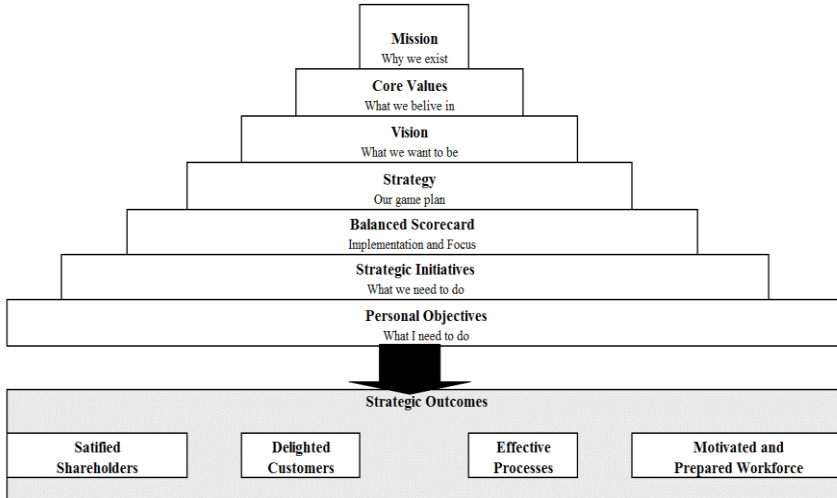 Mission
Why we exist
Core Values
What we belive in
Vision
What we want to be
Strategy
Our game plan
Balanced Scorecard
Implementation and Focus
Strategic Initiatives
What we need to do
Personal Objectives
What I need to do
Strategic Outcomes
Satified
Shareholders
Delighted
Customers
Effective
Processes
Motivated and
Prepared Workforce